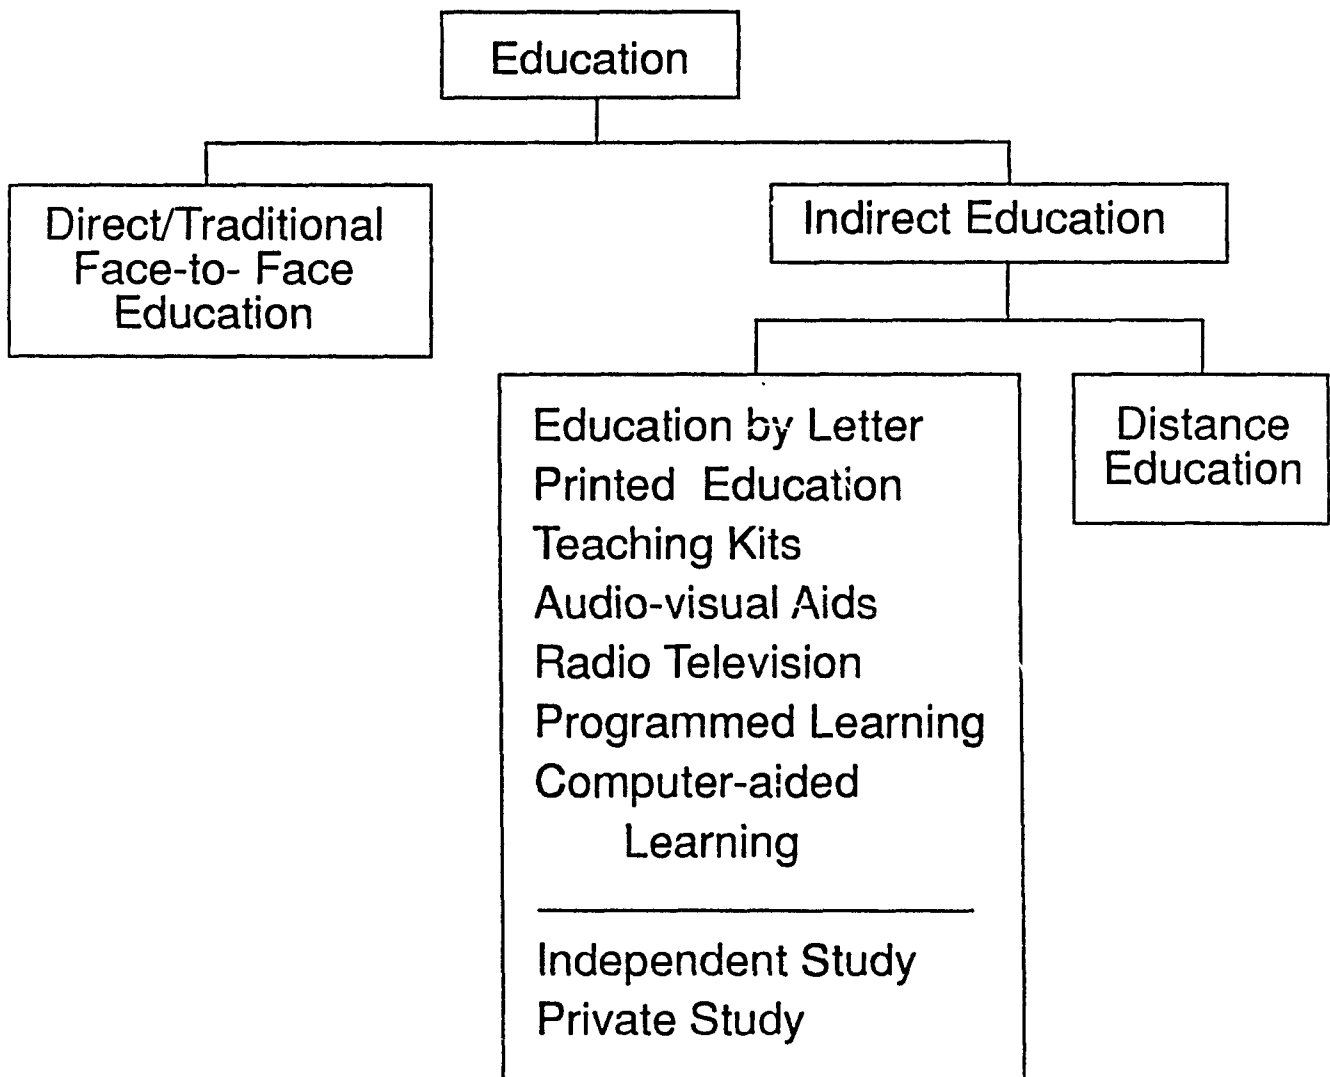 Education
Direct/Traditional
Face-to- Face
Education
Indirect Education
Education by Letter
Printed Education
Teaching Kits
Audio-visual Aids
Radio Television
Programmed Learning
Computer-aided
Learning
Independent Study
Private Study
Distance
Education